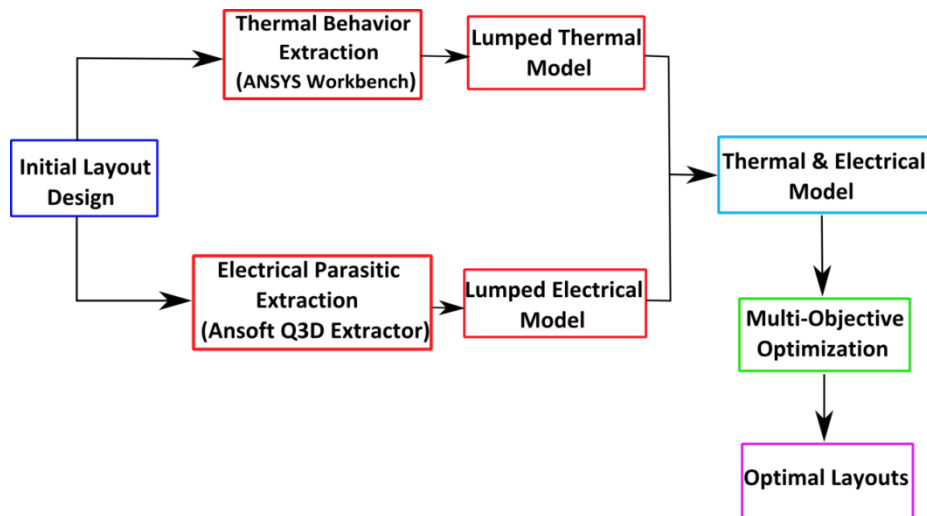 Thermal Behavior
Extraction
(ANSYS Workbench)
Lumped Thermal
Model
Initial Layout
Design
Thermal & Electrical
Model
Electrical Parasitic
Extraction
(Ansoft Q3D Extractor)
Lumped Electrical
Model
Multi-Objective
Optimization
Optimal Layouts